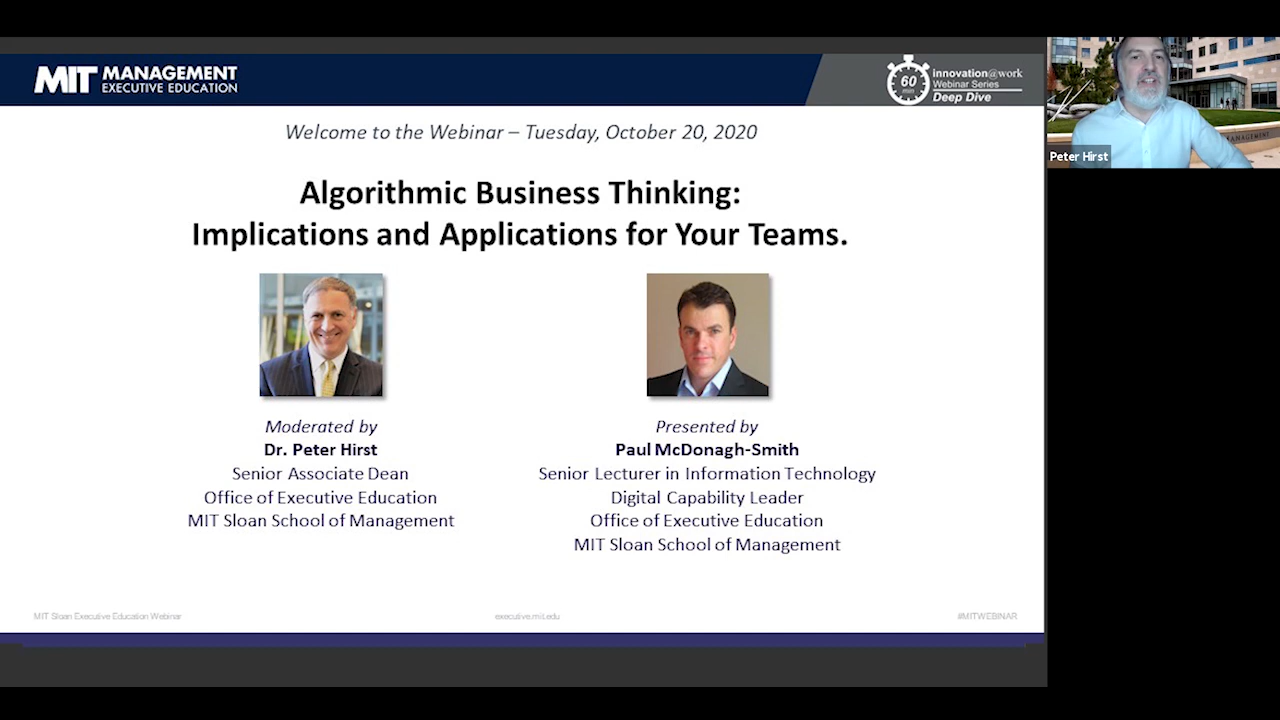 MIT MANAGEMENT
EXECUTIVE EDUCATION
60
min
innovation@work
Webinar Series
Deep Dive
Welcome to the Webinar – Tuesday, October 20, 2020
Algorithmic Business Thinking:
Implications and Applications for Your Teams.
Moderated by
Dr. Peter Hirst
Senior Associate Dean
Office of Executive Education
MIT Sloan School of Management
Presented by
Paul McDonagh-Smith
Senior Lecturer in Information Technology
Digital Capability Leader
Office of Executive Education
MIT Sloan School of Management
MIT Sloan Executive Education Webinar
executive.mit.edu
#MITWEBINAR
MANAGEMENT
Peter Hirst